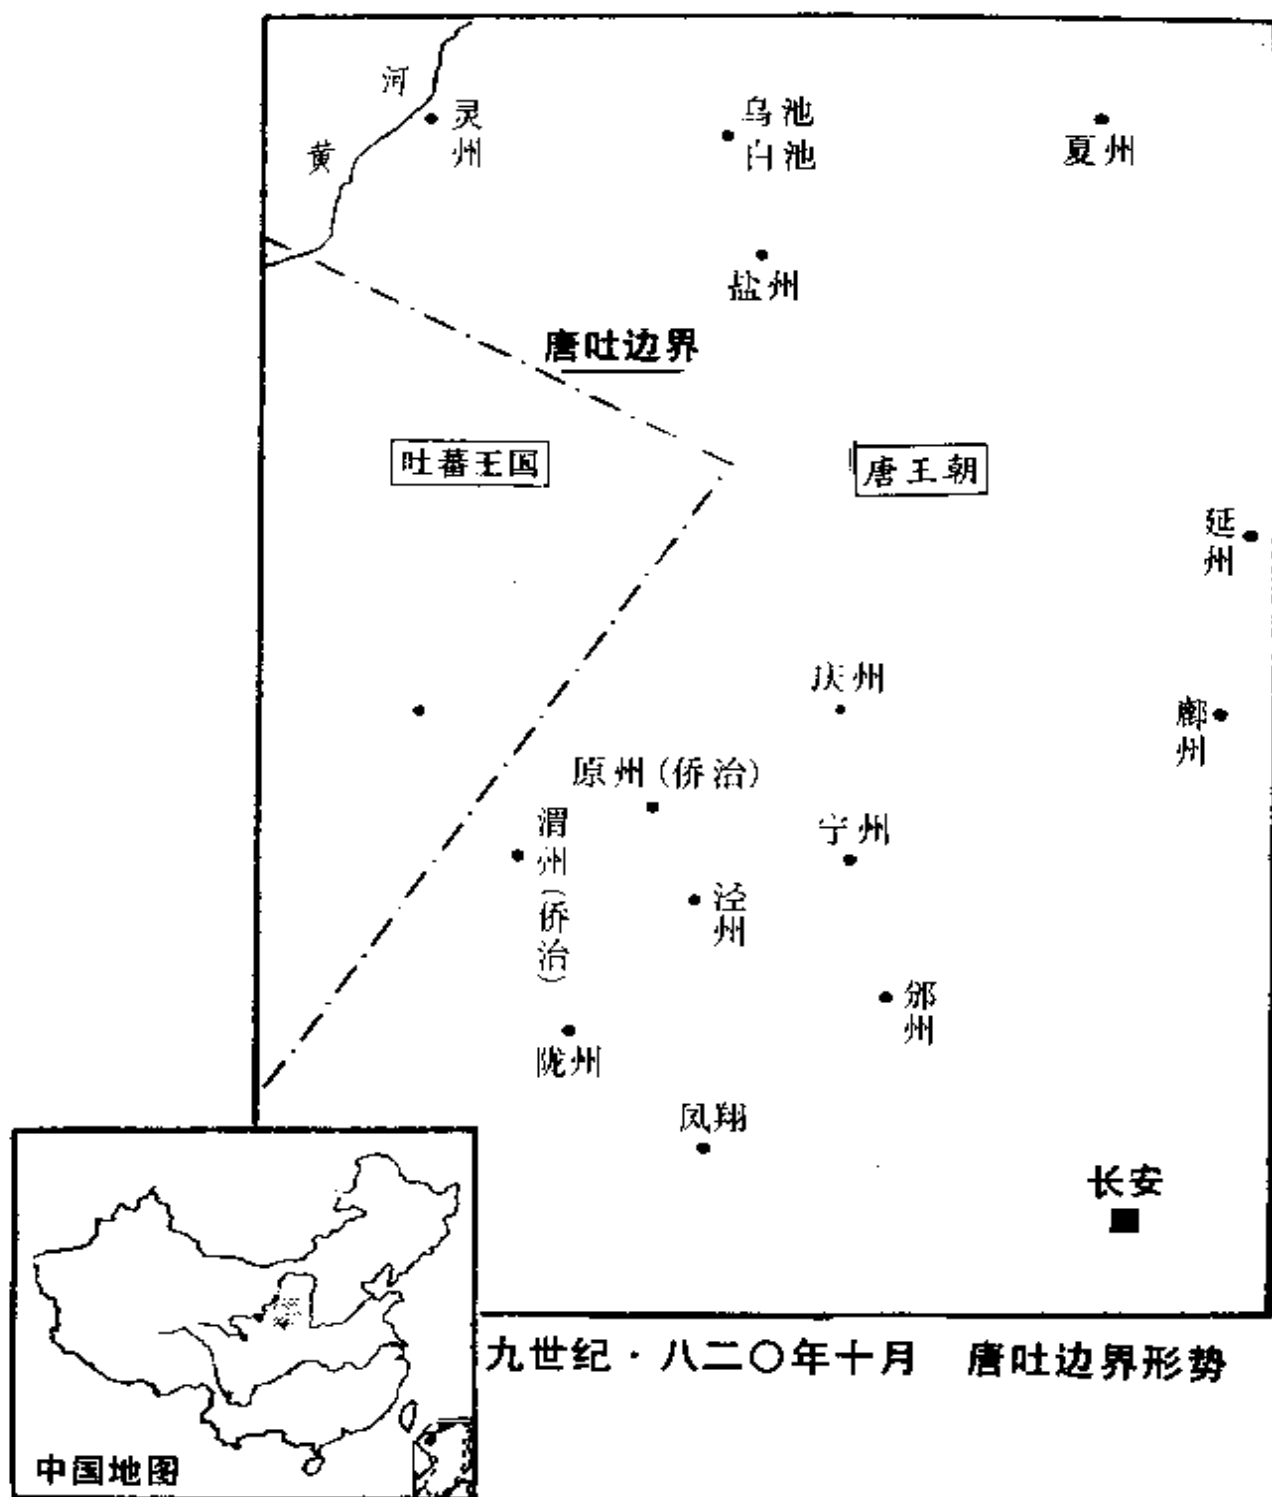 黄河
灵州
乌池
白池
夏州
盐州
唐吐边界
吐蕃王国
唐王朝
延州
庆州
鄜州
原州(侨治)
渭州(侨治)
宁州
泾州
邠州
陇州
凤翔
长安
九世纪·八二〇年十月 唐吐边界形势
中国地图